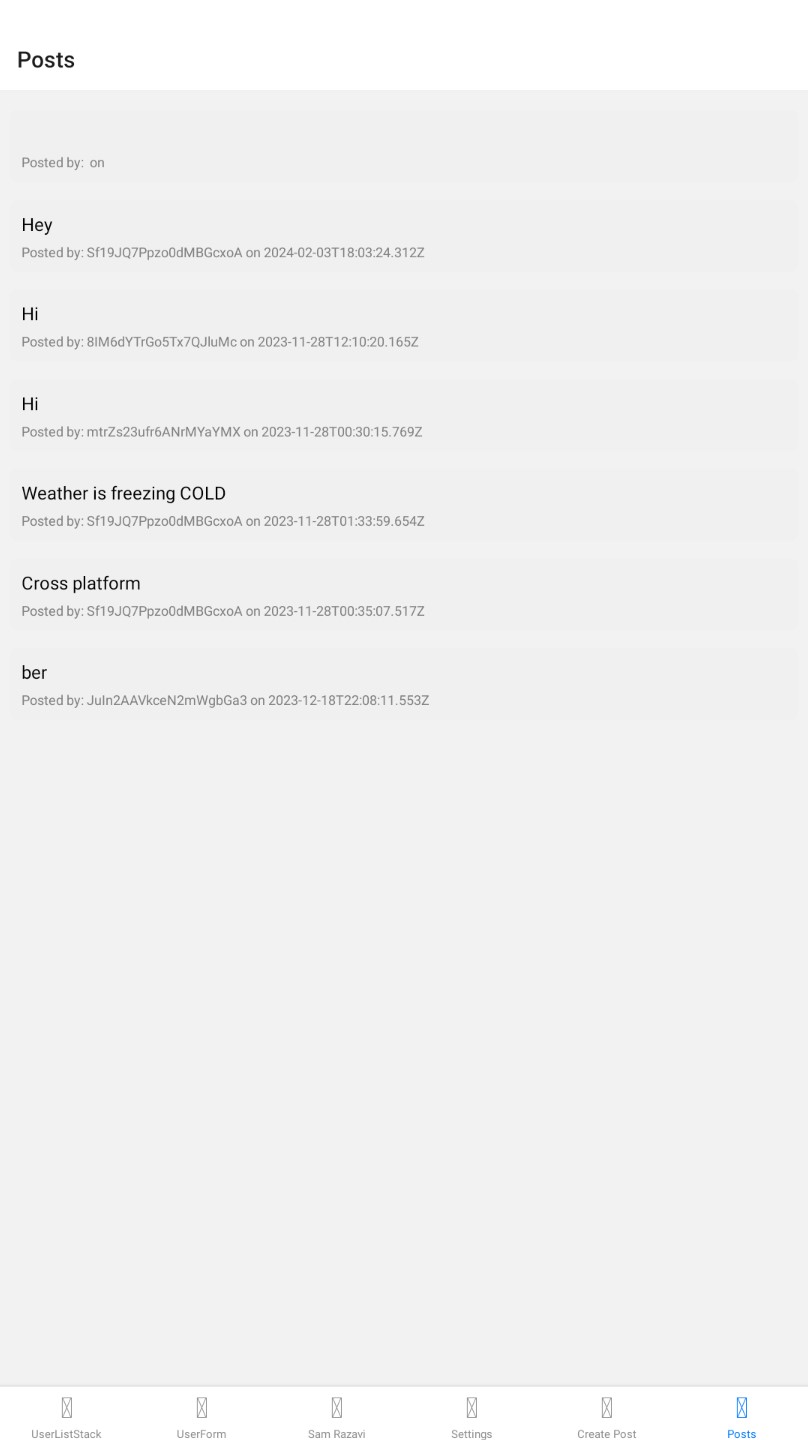 Posts
Posted by:  on
Hey
Posted by: Sf19JQ7Ppzo0dMBGcxoA on 2024-02-03T18:03:24.312Z
Hi
Posted by: 8IM6dYTrGo5Tx7QJluMc on 2023-11-28T12:10:20.165Z
Hi
Posted by: mtrZs23ufr6ANrMYaYMX on 2023-11-28T00:30:15.769Z
Weather is freezing COLD
Posted by: Sf19JQ7Ppzo0dMBGcxoA on 2023-11-28T01:33:59.654Z
Cross platform
Posted by: Sf19JQ7Ppzo0dMBGcxoA on 2023-11-28T00:35:07.517Z
ber
Posted by: JuIn2AAVkceN2mWgbGa3 on 2023-12-18T22:08:11.553Z
UserListStack UserForm Sam Razavi Settings Create Post Posts